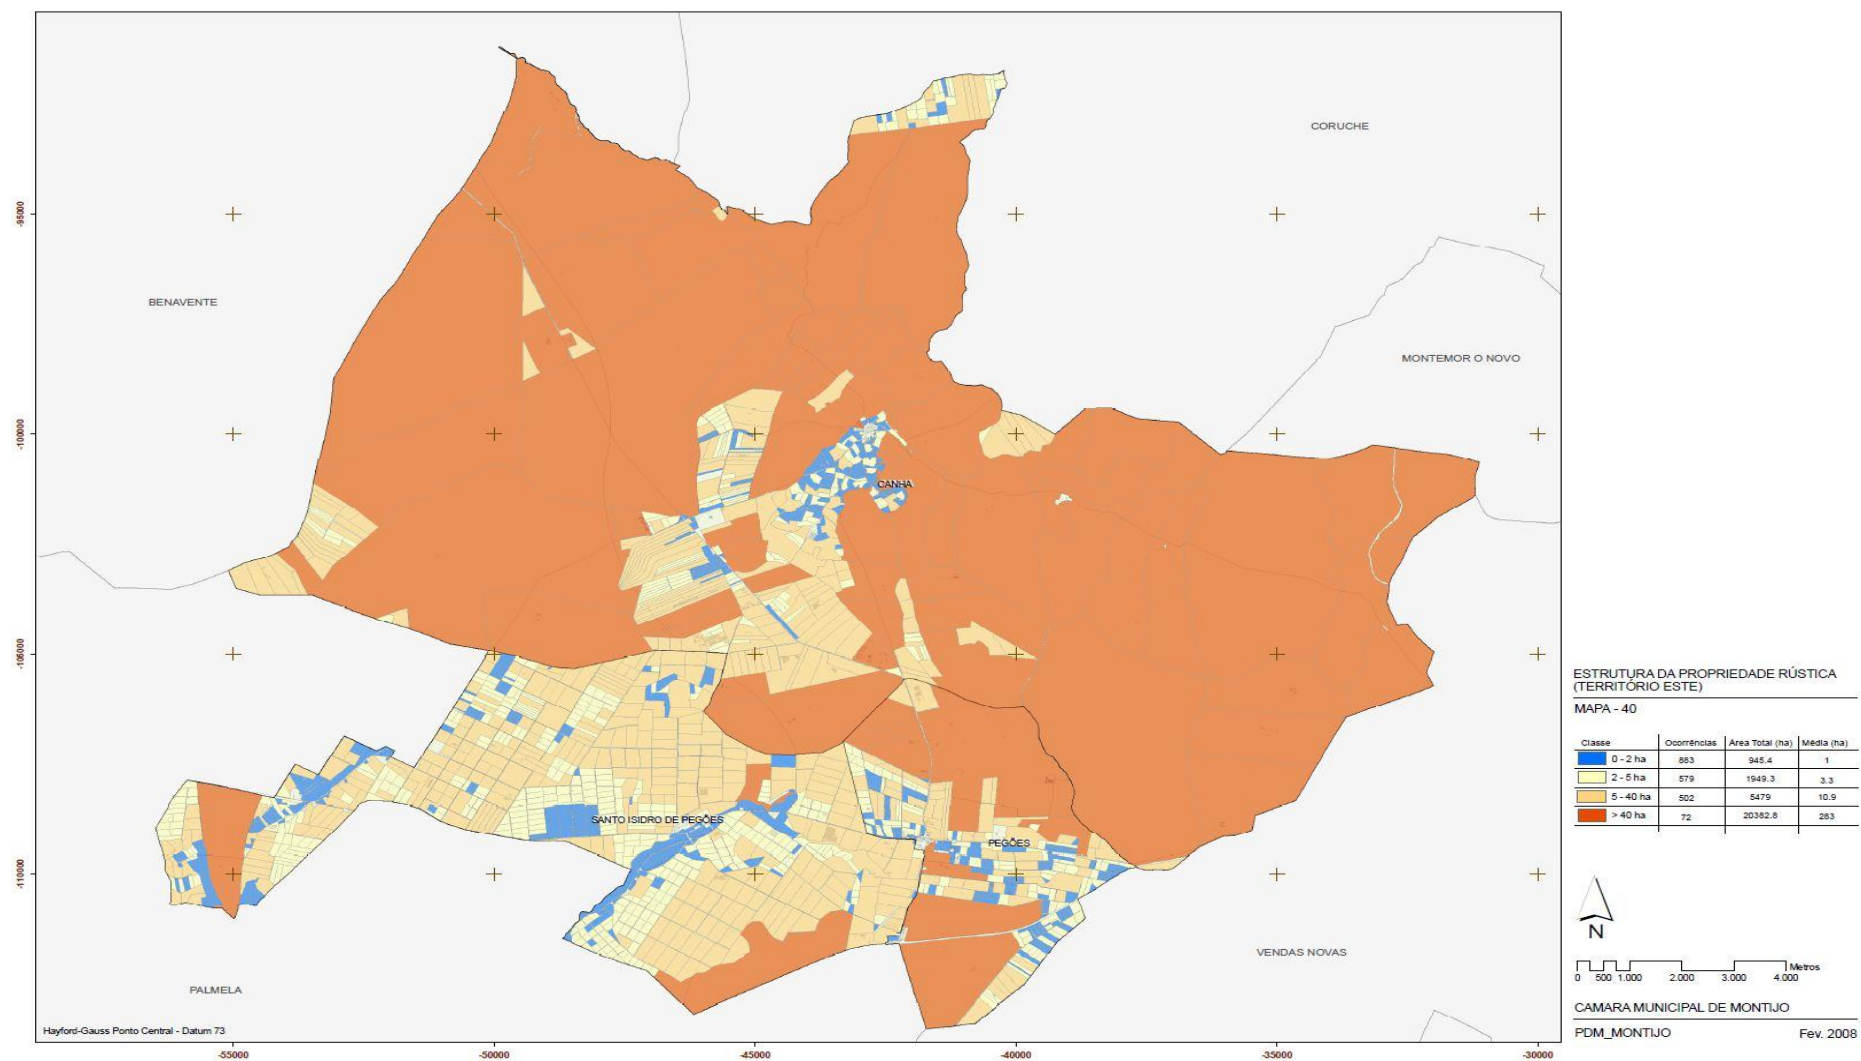 CORUCHE
BENAVENTE
MONTEMOR O NOVO
CANHA
SANTO ISIDRO DE PEGÕES
PEGÕES
VENDAS NOVAS
PALMELA
Hayford-Gauss Ponto Central - Datum 73
-95000
-100000
-105000
-110000
-55000
-50000
-45000
-40000
-35000
-30000
ESTRUTURA DA PROPRIEDADE RÚSTICA
(TERRITÓRIO ESTE)
MAPA - 40
Classe Ocorrências Área Total (ha) Média (ha)
0 - 2 ha 883 945.4 1
2 - 5 ha 579 1949.3 3.3
5 - 40 ha 502 5479 10.9
> 40 ha 72 20382.8 283
N
Metros
0 500 1.000 2.000 3.000 4.000
CAMARA MUNICIPAL DE MONTIJO
PDM_MONTIJO Fev. 2008